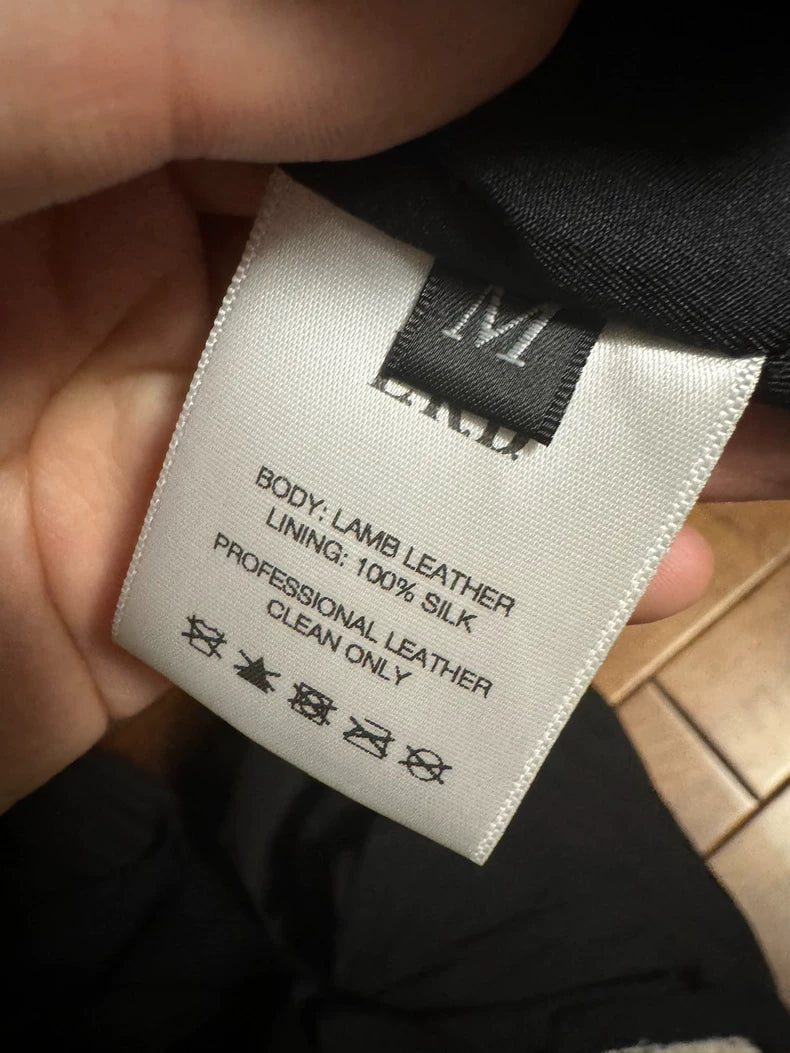 M
E.R.D.
BODY: LAMB LEATHER
LINING: 100% SILK
PROFESSIONAL LEATHER
CLEAN ONLY